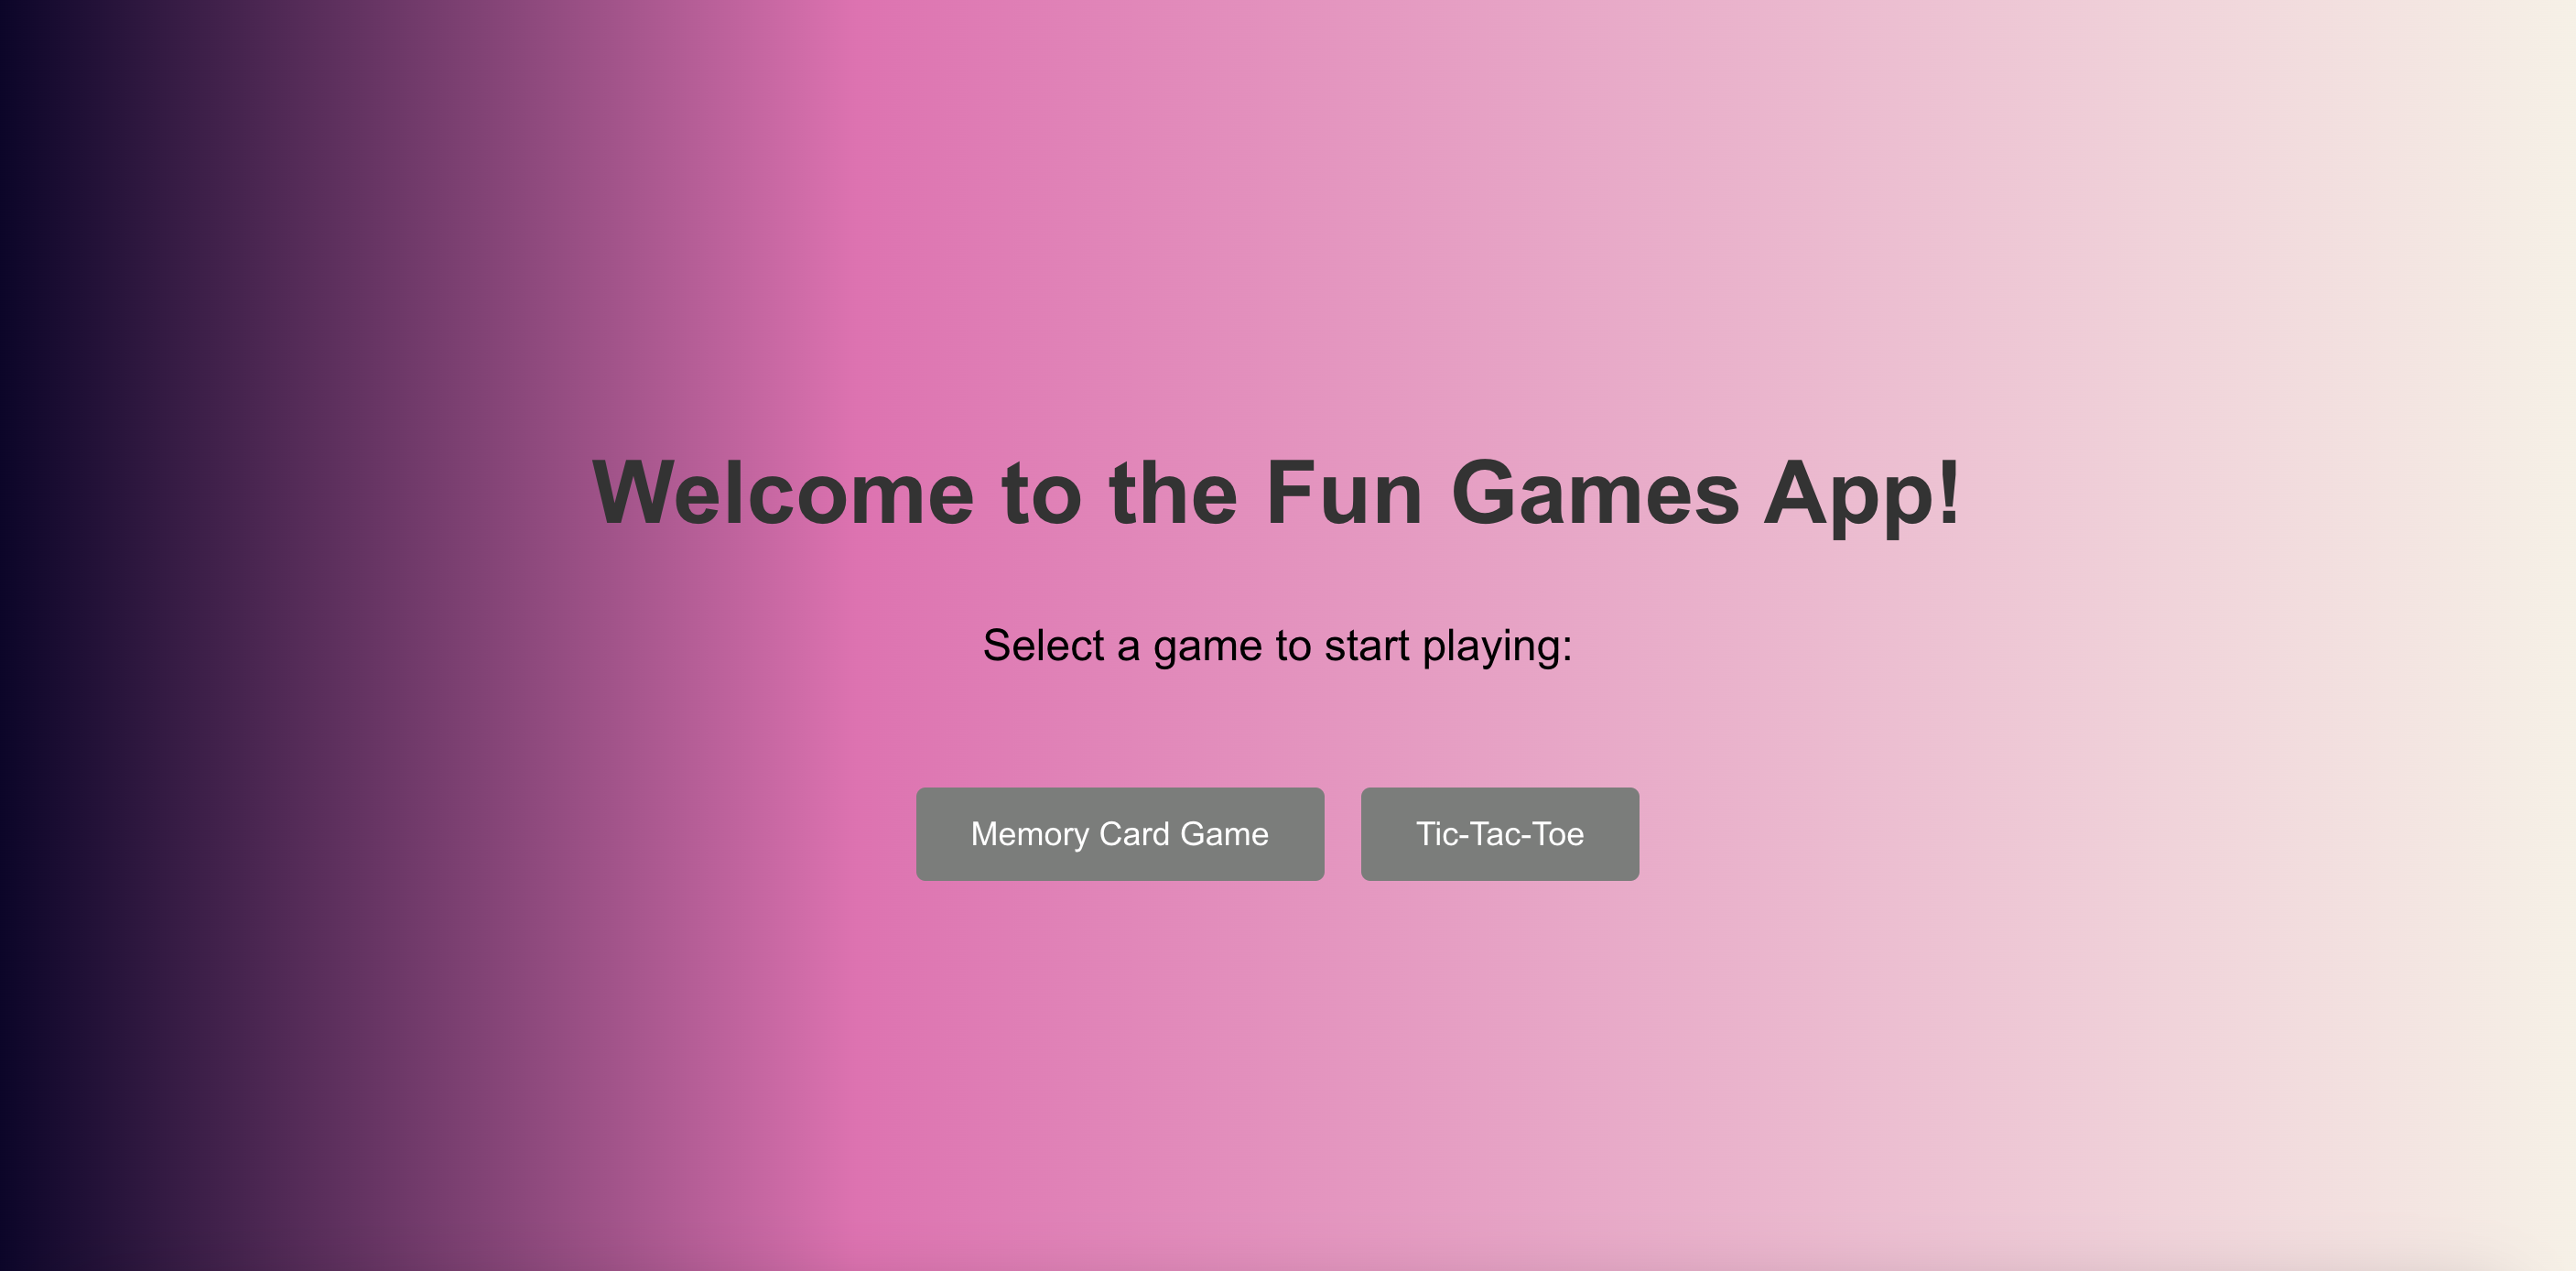 Welcome to the Fun Games App!
Select a game to start playing:
Memory Card Game
Tic-Tac-Toe